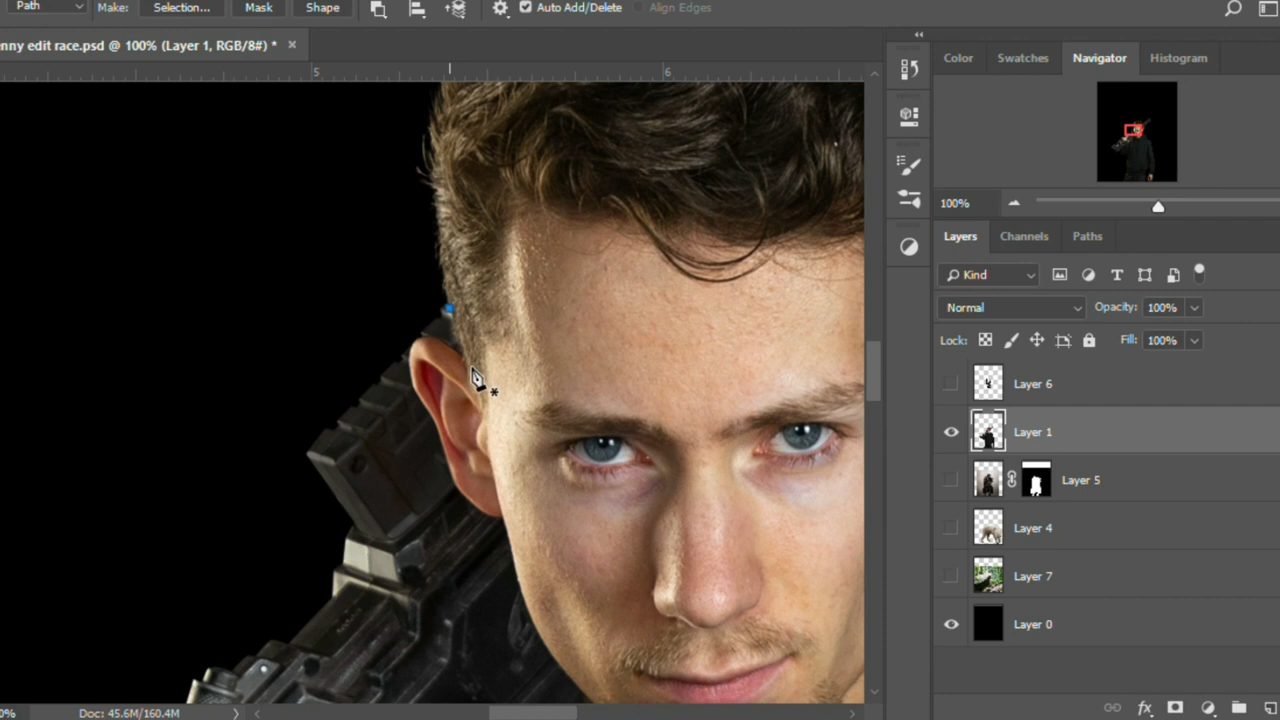 Path Make: Selection... Mask Shape Auto Add/Delete Align Edges
nny edit race.psd @ 100% (Layer 1, RGB/8#) *
5 6
Color Swatches Navigator Histogram
100%
Layers Channels Paths
Kind
Normal Opacity: 100%
Lock: Fill: 100%
Layer 6
Layer 1
Layer 5
Layer 4
Layer 7
Layer 0
0% Doc: 45.6M/160.4M